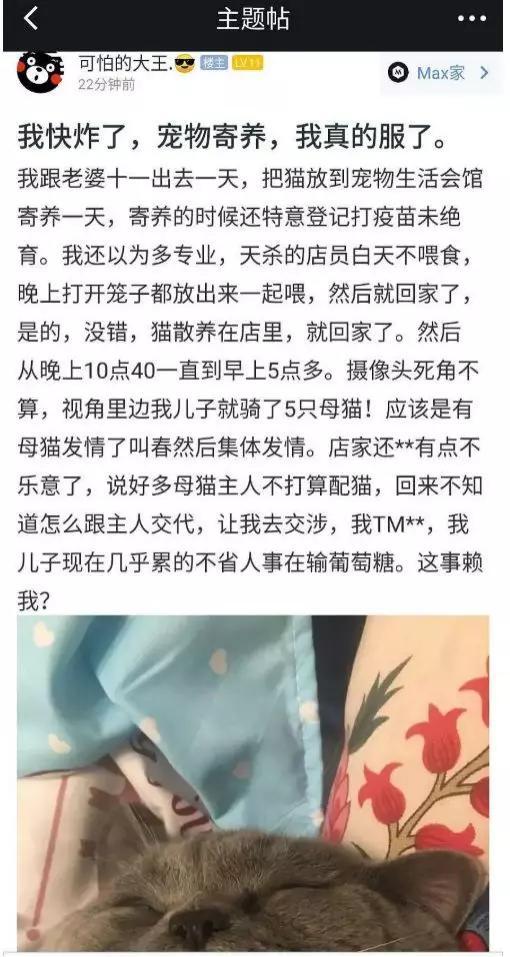 主题帖
可怕的大王.😎 楼主 LV11
22分钟前
Max家
我快炸了，宠物寄养，我真的服了。
我跟老婆十一出去一天，把猫放到宠物生活会馆
寄养一天，寄养的时候还特意登记打疫苗未绝
育。我还以为多专业，天杀的店员白天不喂食，
晚上打开笼子都放出来一起喂，然后就回家了，
是的，没错，猫散养在店里，就回家了。然后
从晚上10点40一直到早上5点多。摄像头死角不
算，视角里边我儿子就骑了5只母猫！应该是有
母猫发情了叫春然后集体发情。店家还**有点不
乐意了，说好多母猫主人不打算配猫，回来不知
道怎么跟主人交代，让我去交涉，我TM**，我
儿子现在几乎累的不省人事在输葡萄糖。这事赖
我？